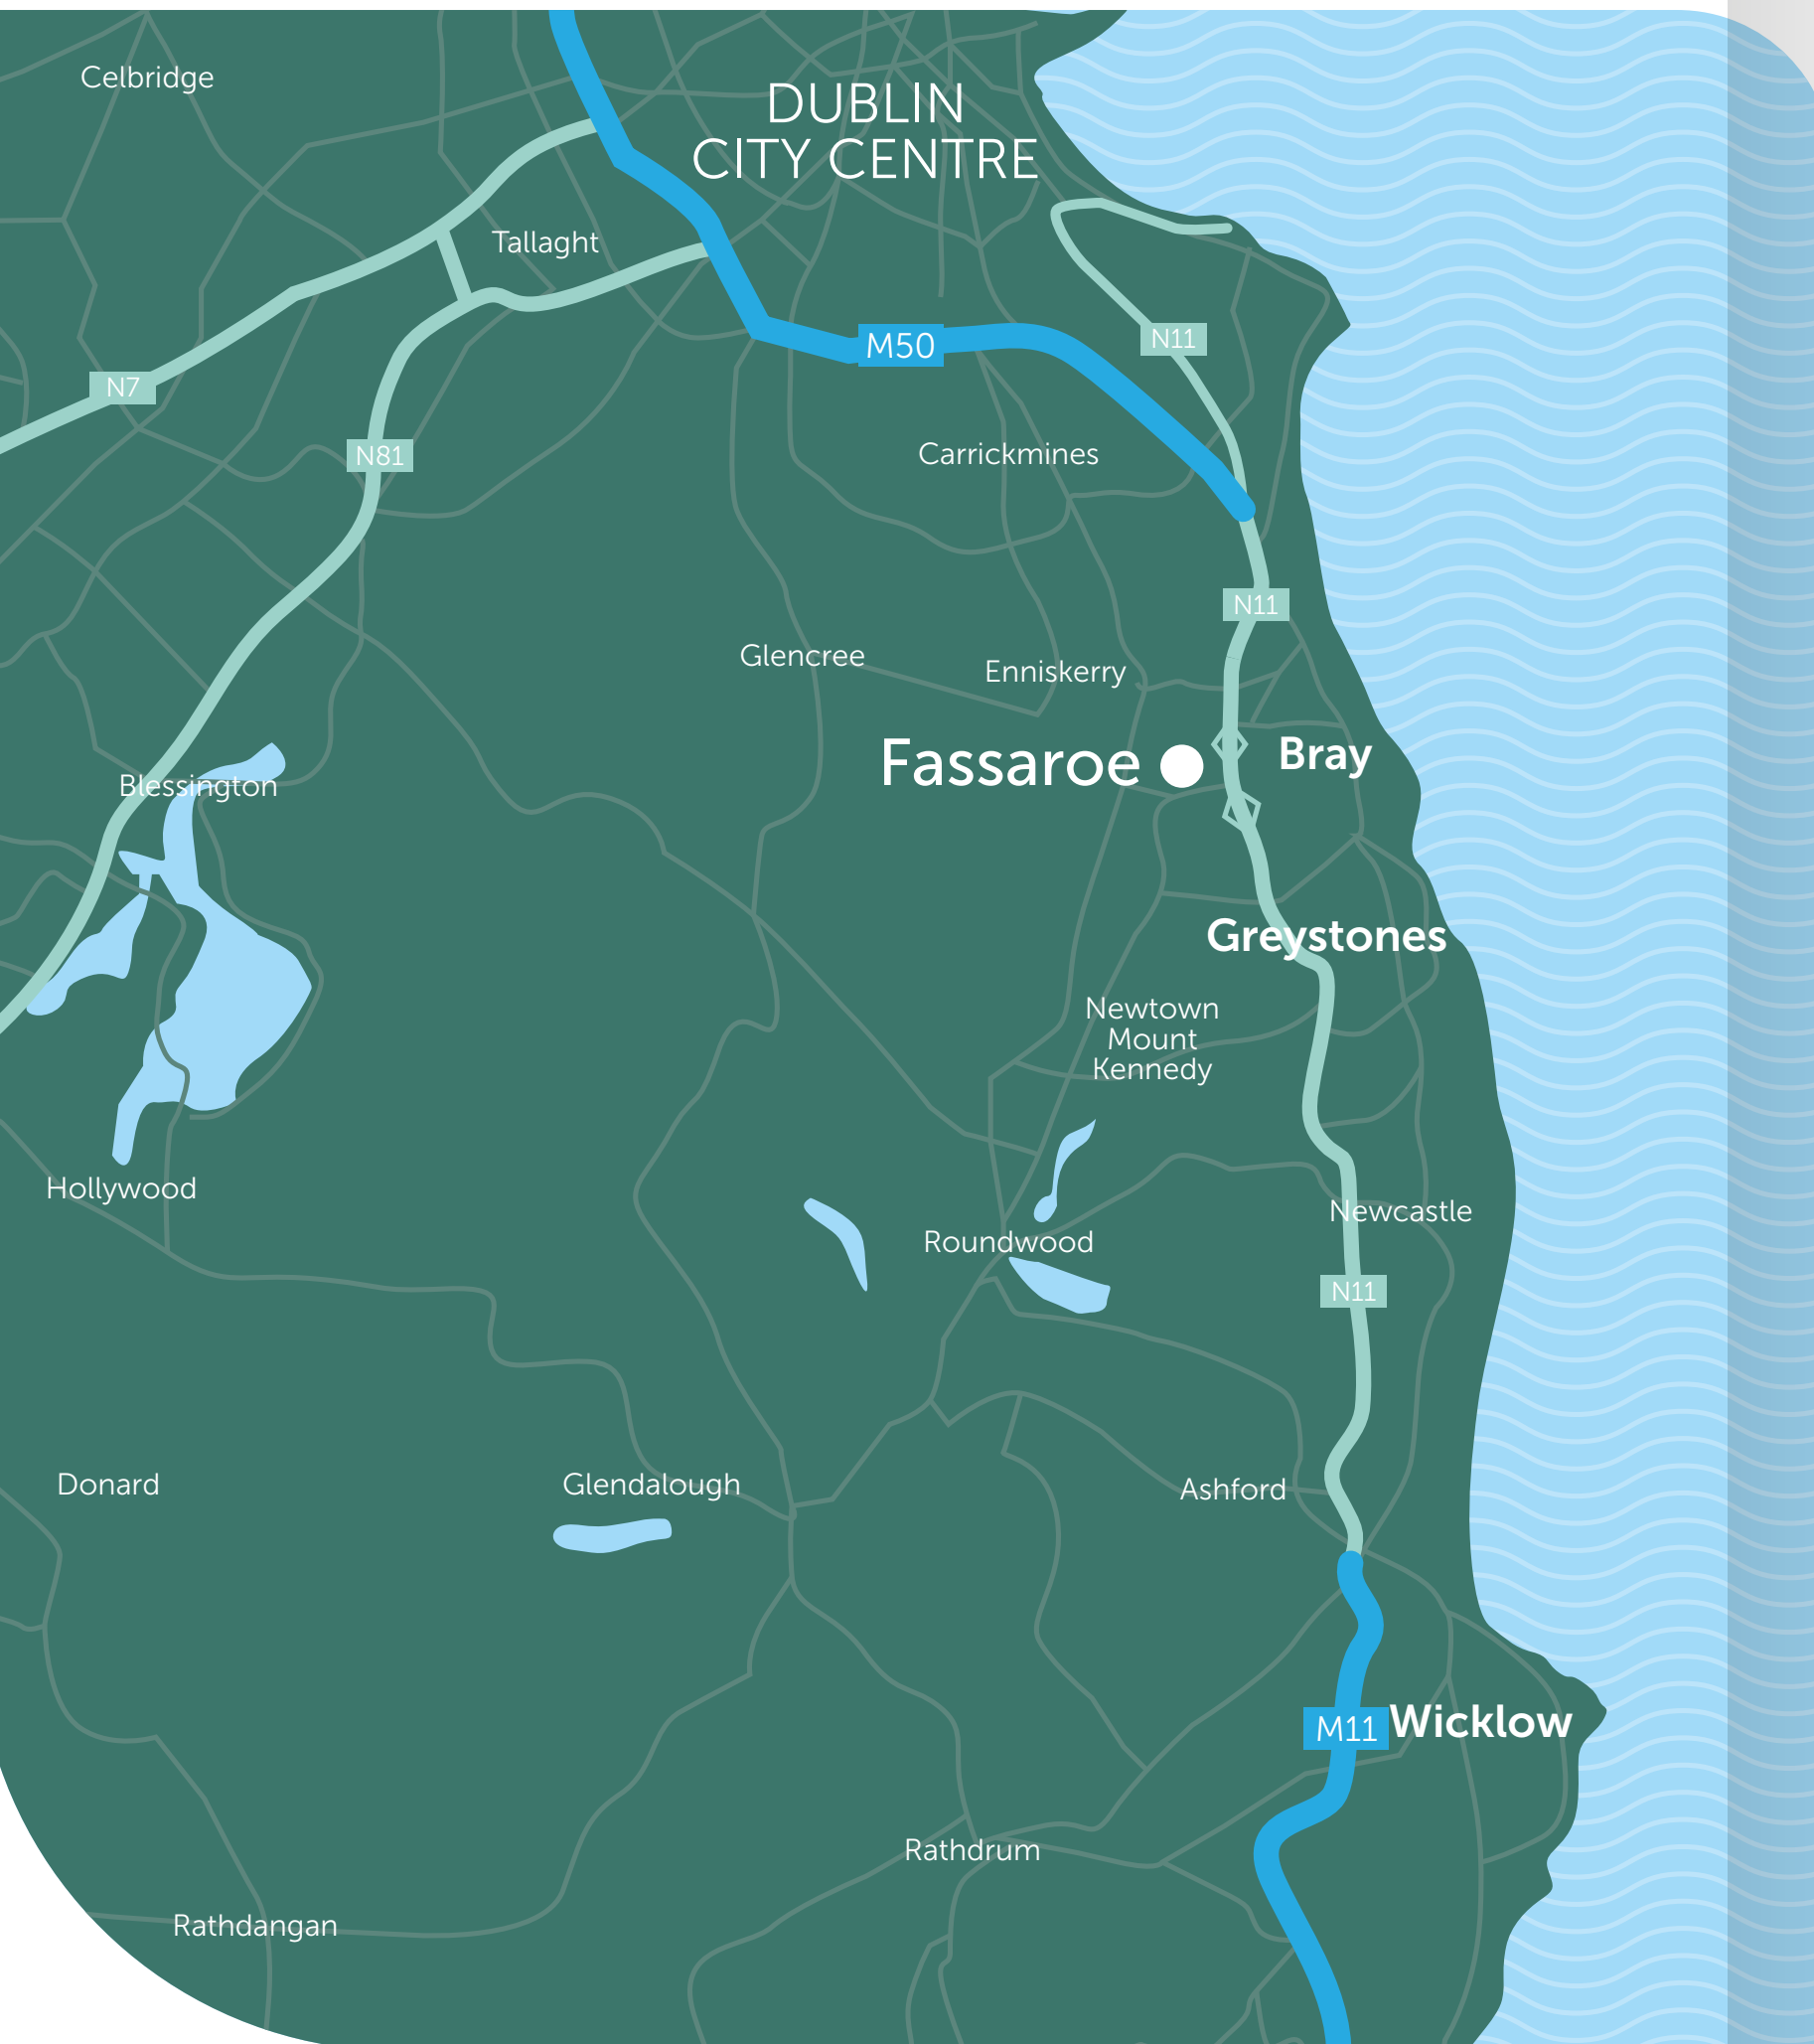 Celbridge
DUBLIN
CITY CENTRE
Tallaght
N11
M50
N7
Carrickmines
N81
N11
Glencree
Enniskerry
Fassaroe
Bray
Blessington
Greystones
Newtown
Mount
Kennedy
Hollywood
Newcastle
Roundwood
N11
Donard
Glendalough
Ashford
M11
Wicklow
Rathdrum
Rathdangan